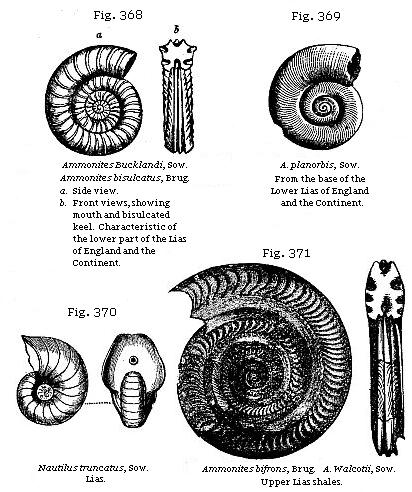 Fig. 368
a
b
Ammonites Bucklandi, Sow.
Ammonites bisulcatus, Brug.
a. Side view.
b. Front views, showing
mouth and bisulcated
keel. Characteristic of
the lower part of the Lias
of England and the
Continent.
Fig. 369
A. planorbis, Sow.
From the base of the
Lower Lias of England
and the Continent.
Fig. 370
Nautilus truncatus, Sow.
Lias.
Fig. 371
Ammonites bifrons, Brug. A. Walcotii, Sow.
Upper Lias shales.